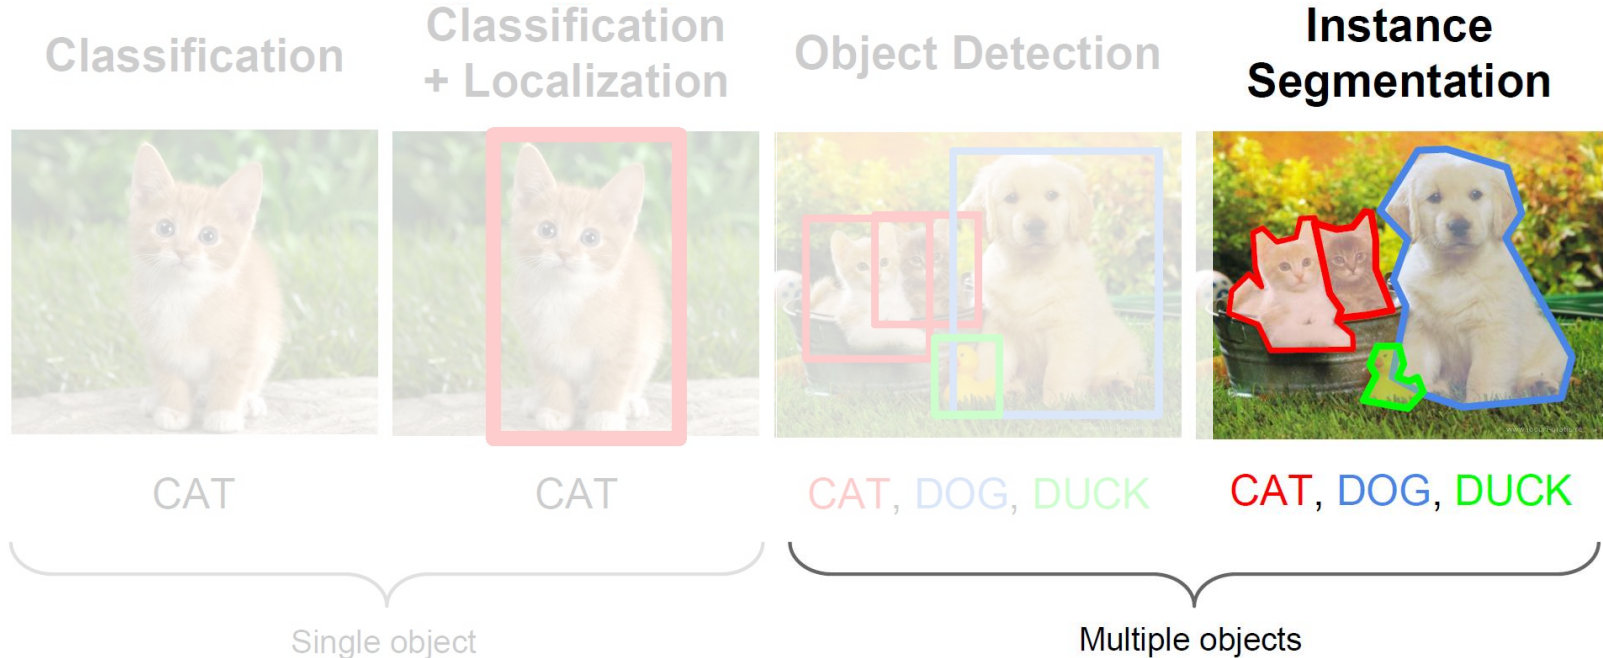 Classification
Classification
+ Localization
Object Detection
Instance
Segmentation
CAT
CAT
CAT, DOG, DUCK
CAT, DOG, DUCK
Single object
Multiple objects